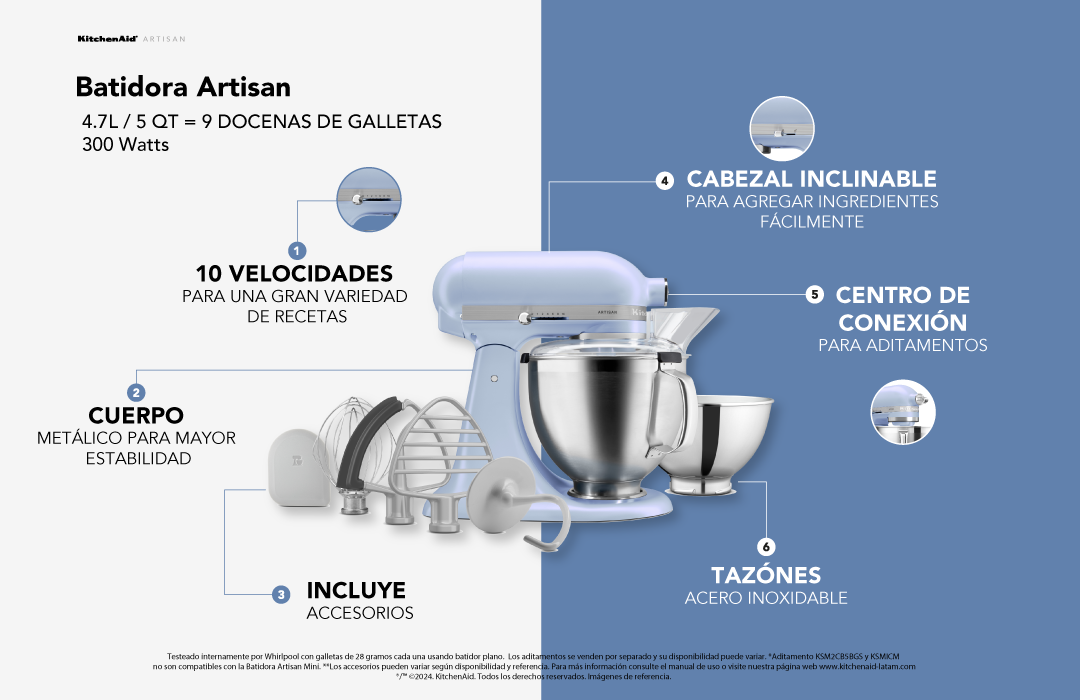 KitchenAid® ARTISAN
Batidora Artisan
4.7L / 5 QT = 9 DOCENAS DE GALLETAS
300 Watts
1
10 VELOCIDADES
PARA UNA GRAN VARIEDAD
DE RECETAS
2
CUERPO
METÁLICO PARA MAYOR
ESTABILIDAD
3
INCLUYE
ACCESORIOS
4
CABEZAL INCLINABLE
PARA AGREGAR INGREDIENTES
FÁCILMENTE
5
CENTRO DE
CONEXIÓN
PARA ADITAMENTOS
ARTISAN
6
TAZÓNES
ACERO INOXIDABLE
Testeado internamente por Whirlpool con galletas de 28 gramos cada una usando batidor plano. Los aditamentos se venden por separado y su disponibilidad puede variar. *Aditamento KSM2CB5BGS y KSMICM
no son compatibles con la Batidora Artisan Mini. **Los accesorios pueden variar según disponibilidad y referencia. Para más información consulte el manual de uso o visite nuestra página web www.kitchenaid-latam.com
®/™ ©2024. KitchenAid. Todos los derechos reservados. Imágenes de referencia.